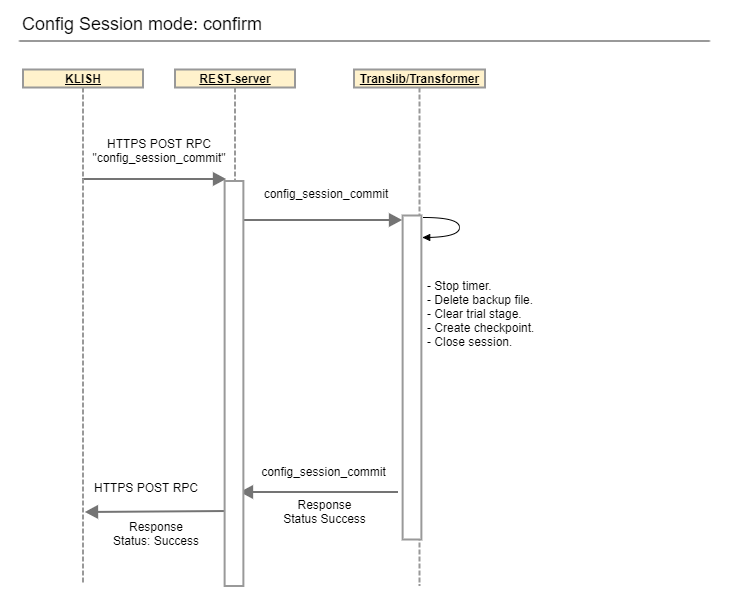 Config Session mode: confirm
KLISH
REST-server
Translib/Transformer
HTTPS POST RPC
"config_session_commit"
config_session_commit
- Stop timer.
- Delete backup file.
- Clear trial stage.
- Create checkpoint.
- Close session.
config_session_commit
HTTPS POST RPC
Response
Status Success
Response
Status: Success